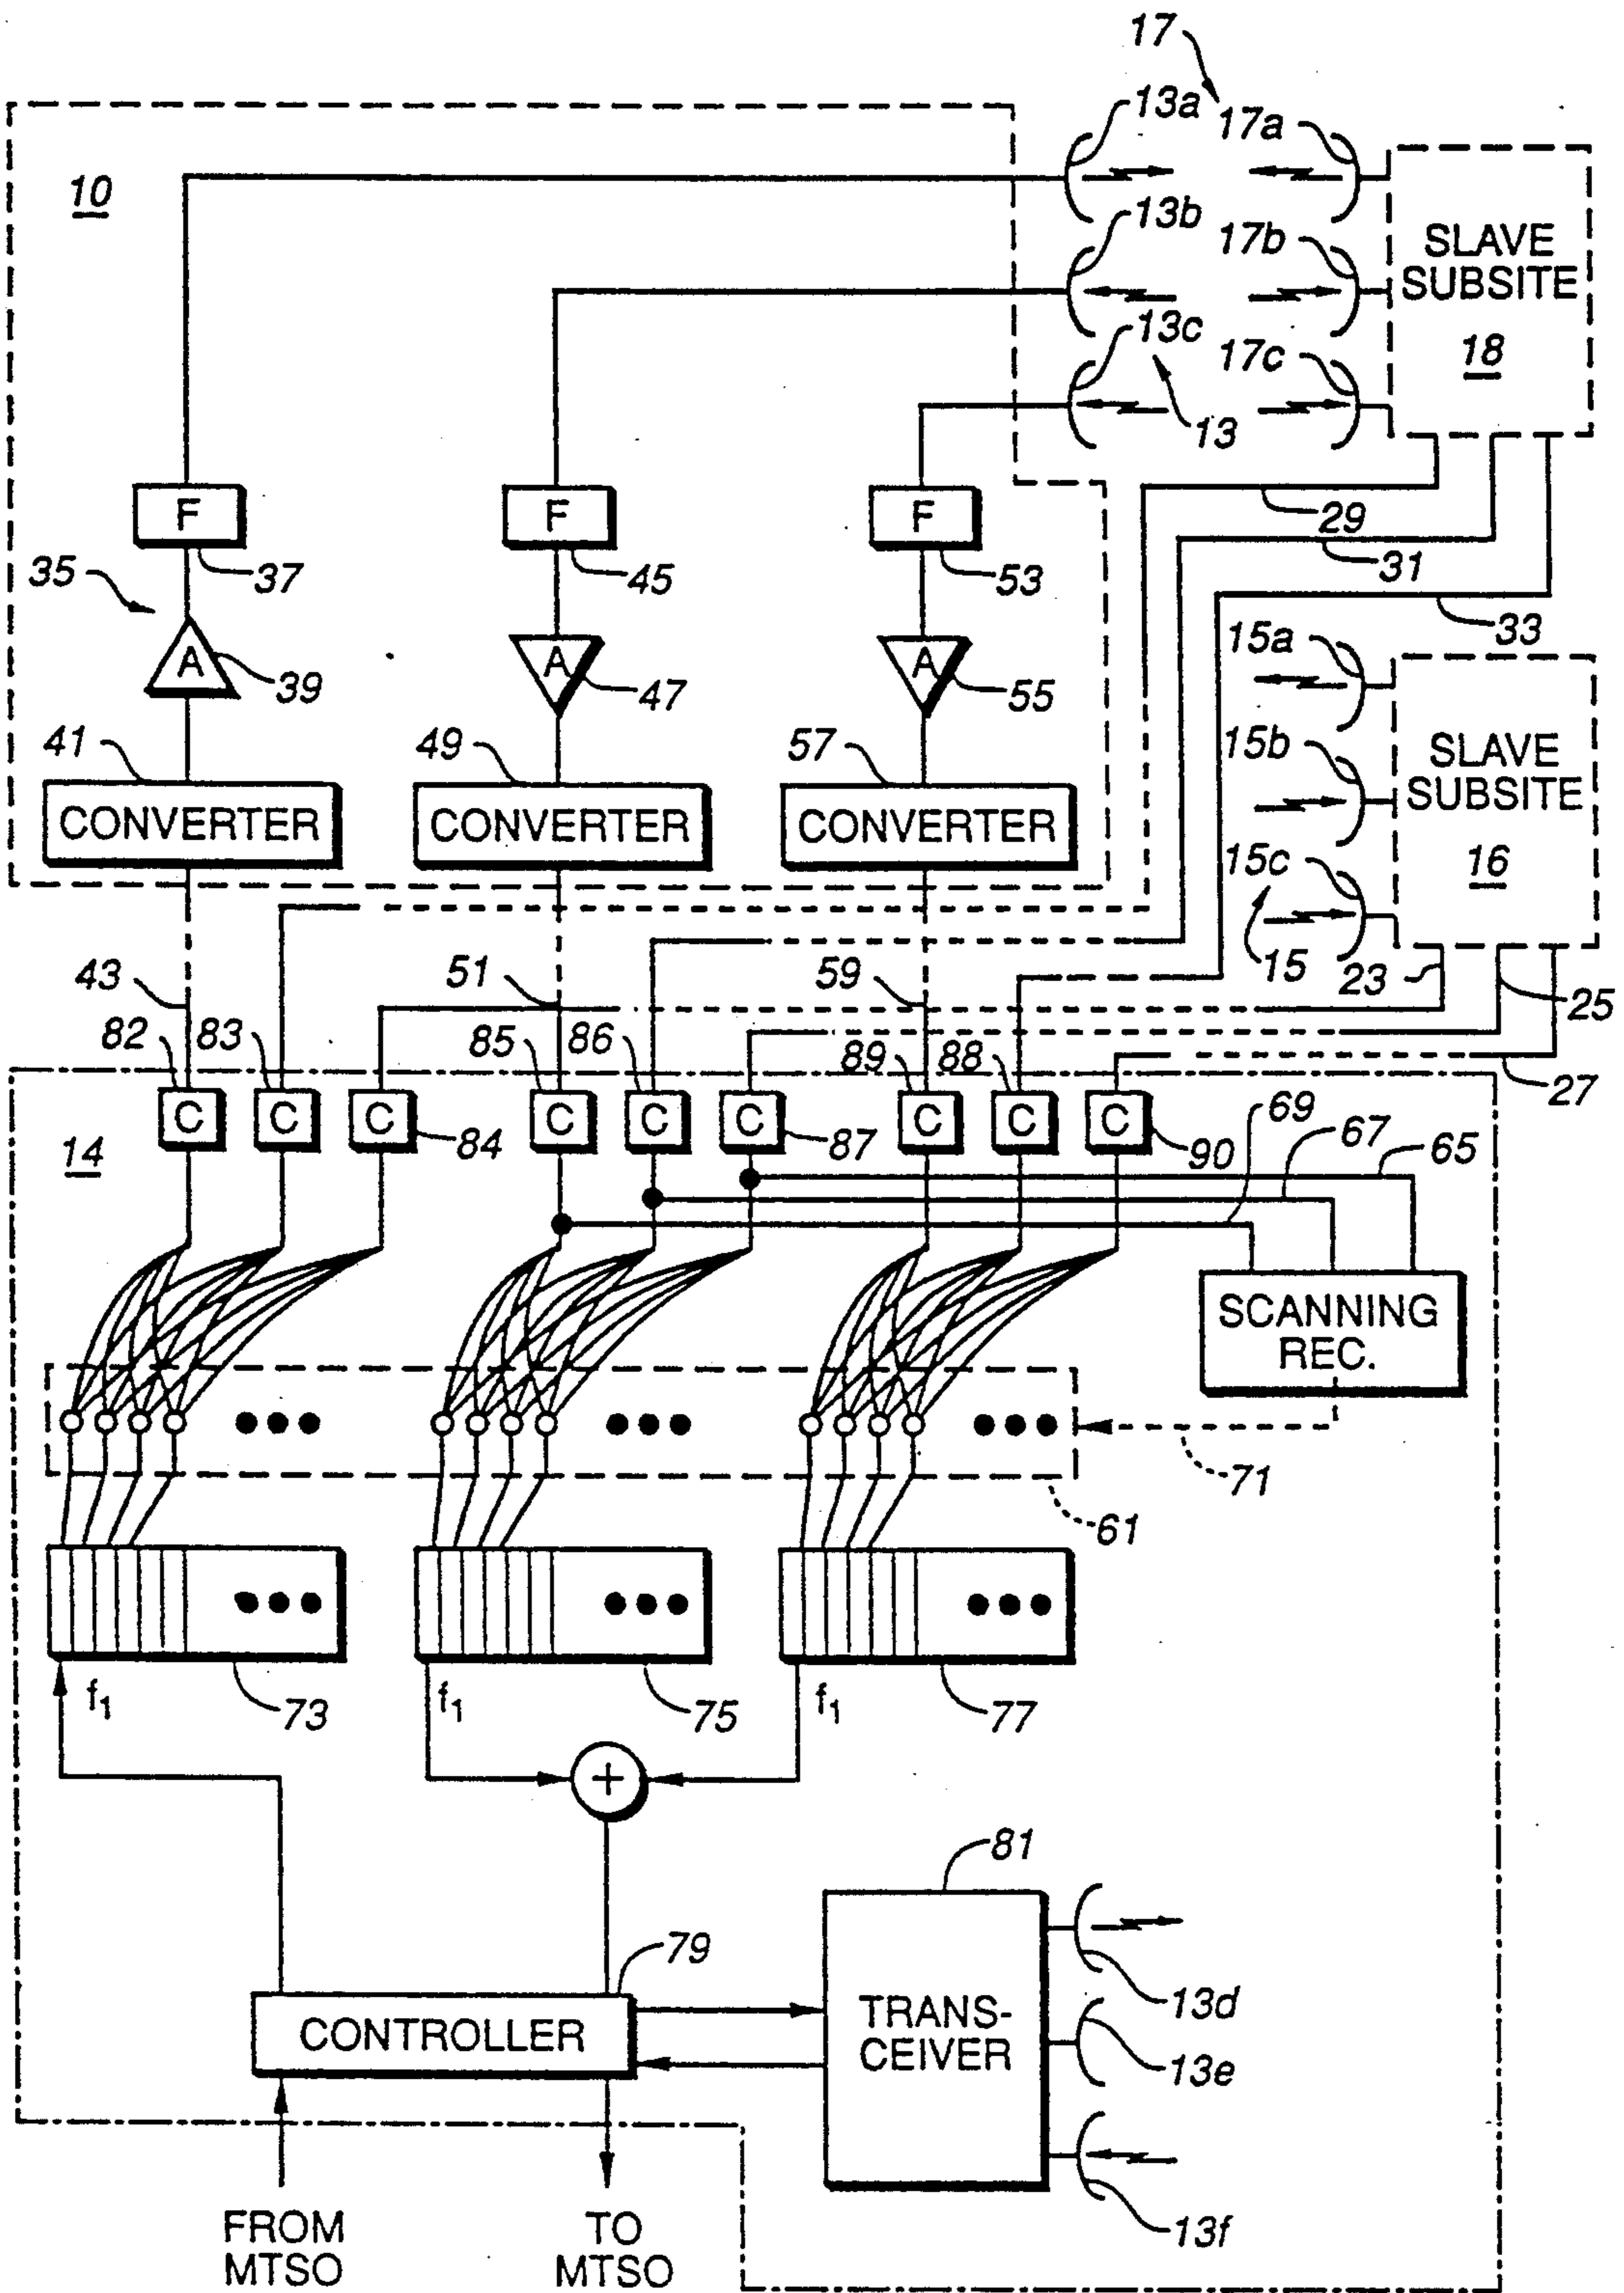 17
13a
17a
10
13b
17b
SLAVE
SUBSITE
18
13c
17c
13
F
F
F
29
35
37
45
53
31
33
A
39
A
47
A
55
15a
41
49
57
15b
SLAVE
SUBSITE
16
CONVERTER
CONVERTER
CONVERTER
15c
43
51
59
15
23
25
82
83
85
86
89
88
27
C
C
C
C
C
C
C
C
C
69
67
65
14
84
87
90
SCANNING
REC.
71
61
f1
73
f1
75
f1
77
+
81
79
CONTROLLER
TRANS-
CEIVER
13d
13e
13f
FROM
MTSO
TO
MTSO